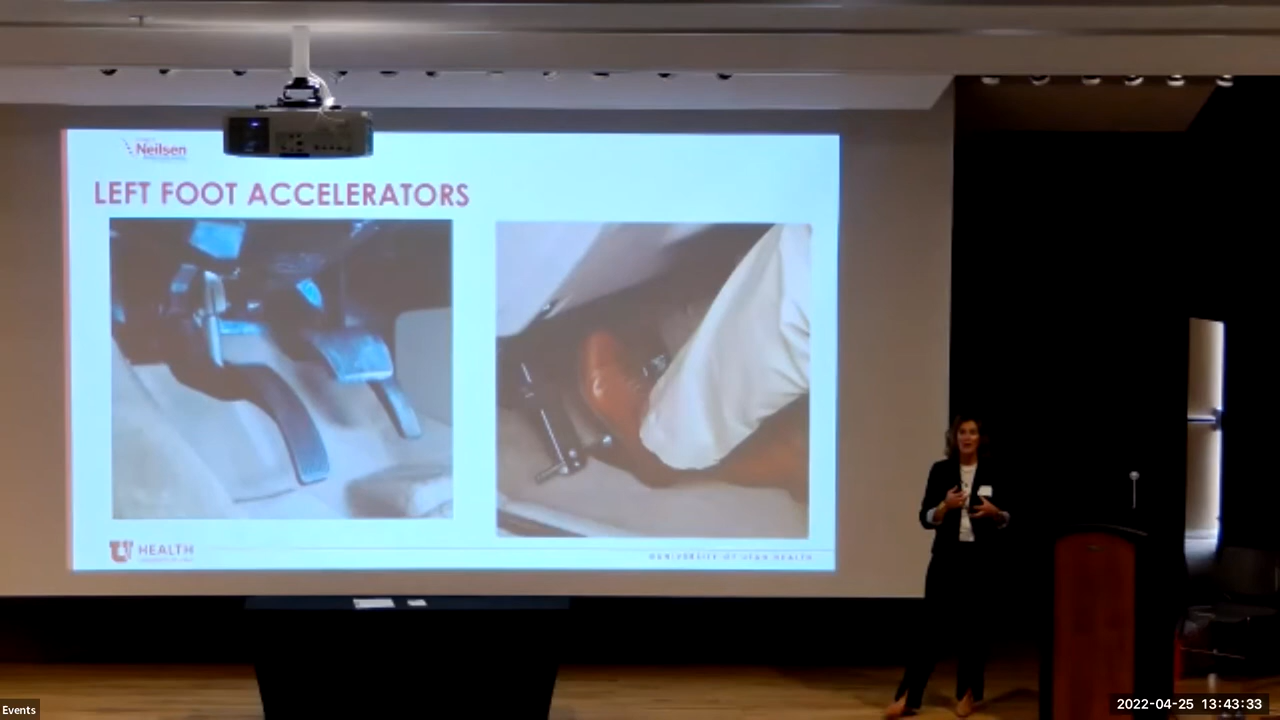 Neilsen
LEFT FOOT ACCELERATORS
U HEALTH
©UNIVERSITY OF UTAH HEALTH
Events
2022-04-25 13:43:33